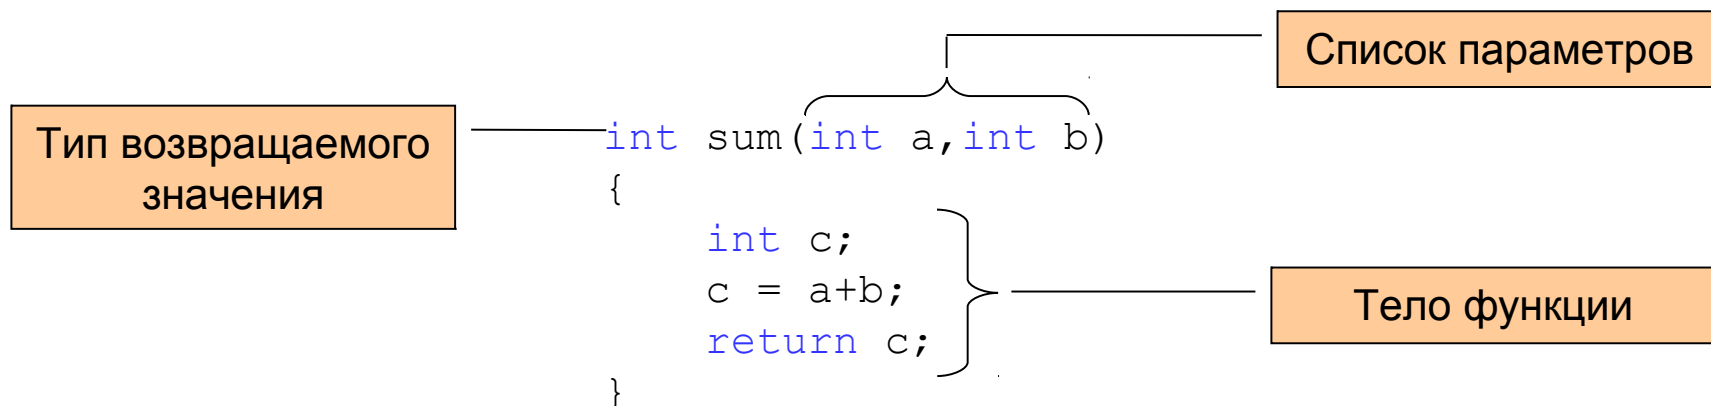 Список параметров
Тип возвращаемого
значения
int sum(int a,int b)
{
int c;
c = a+b;
return c;
}
Тело функции